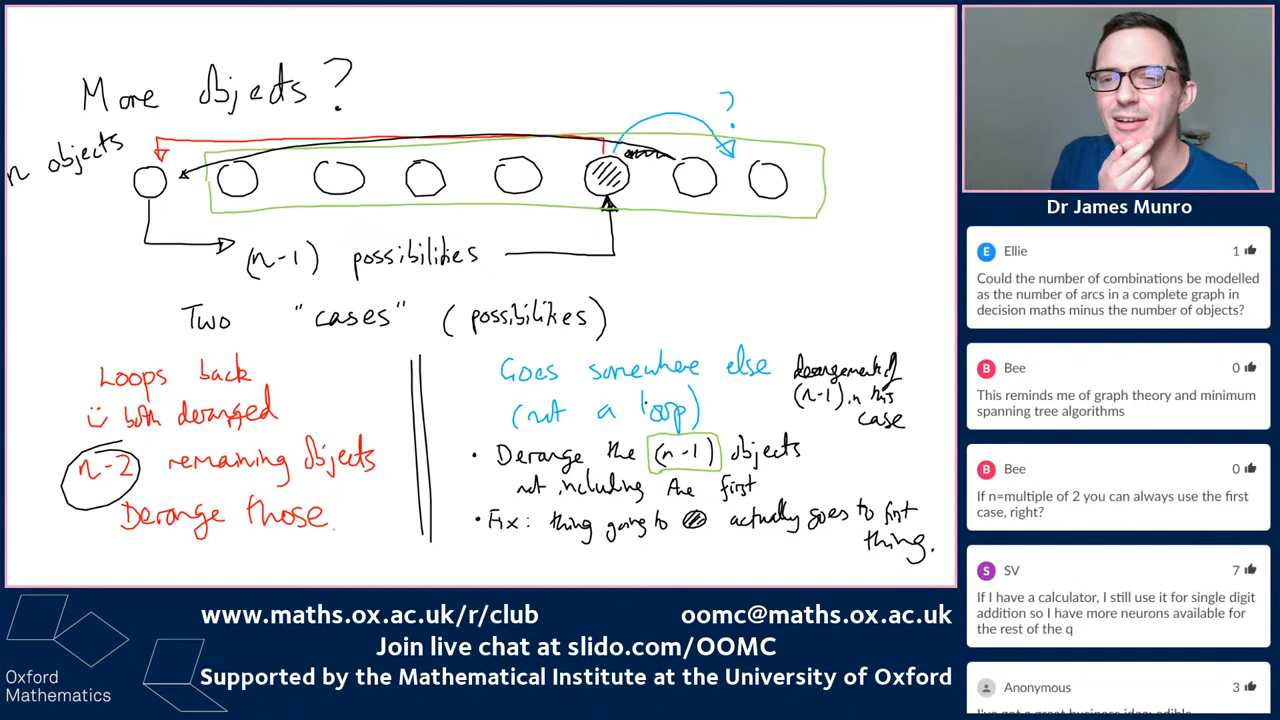 More objects?
n objects
?
(n-1) possibilities
Two "cases" (possibilities)
Loops back
both deranged
n-2 remaining objects
Derange those.
Goes somewhere else
(not a loop)
derangement of
(n-1), in this
case
• Derange the (n-1) objects
not including the first
• Fix: thing going to actually goes to first
thing.
Dr James Munro
E Ellie 1
Could the number of combinations be modelled
as the number of arcs in a complete graph in
decision maths minus the number of objects?
B Bee 0
This reminds me of graph theory and minimum
spanning tree algorithms
B Bee 0
If n=multiple of 2 you can always use the first
case, right?
S SV 7
If I have a calculator, I still use it for single digit
addition so I have more neurons available for
the rest of the q
Anonymous 3
I've got a great business idea: edible
www.maths.ox.ac.uk/r/club oomc@maths.ox.ac.uk
Join live chat at slido.com/OOMC
Supported by the Mathematical Institute at the University of Oxford
Oxford
Mathematics